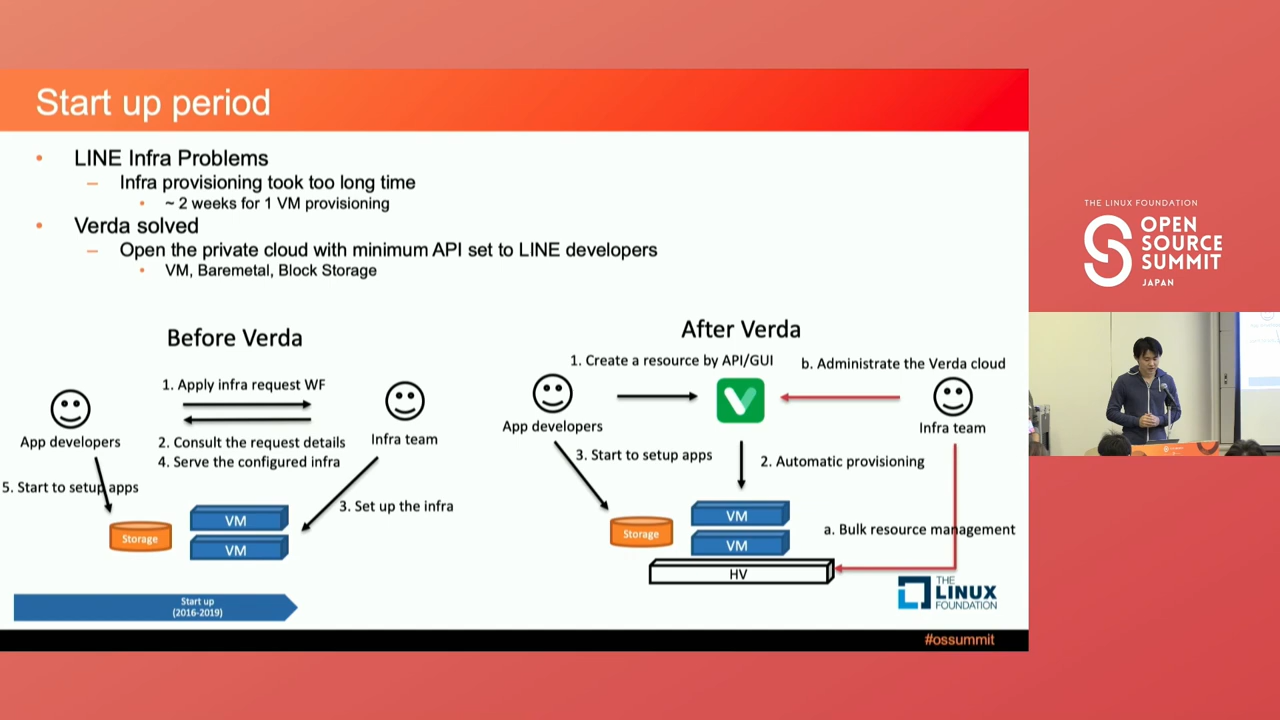 Start up period
• LINE Infra Problems
– Infra provisioning took too long time
• ~ 2 weeks for 1 VM provisioning
• Verda solved
– Open the private cloud with minimum API set to LINE developers
• VM, Baremetal, Block Storage
Before Verda
1. Apply infra request WF
App developers
Infra team
2. Consult the request details
4. Serve the configured infra
5. Start to setup apps
3. Set up the infra
Storage
VM
VM
After Verda
1. Create a resource by API/GUI
b. Administrate the Verda cloud
App developers
Infra team
3. Start to setup apps
2. Automatic provisioning
a. Bulk resource management
Storage
VM
VM
HV
Start up
(2016-2019)
THE
LINUX
FOUNDATION
#ossummit
THE LINUX FOUNDATION
OPEN
SOURCE
SUMMIT
JAPAN